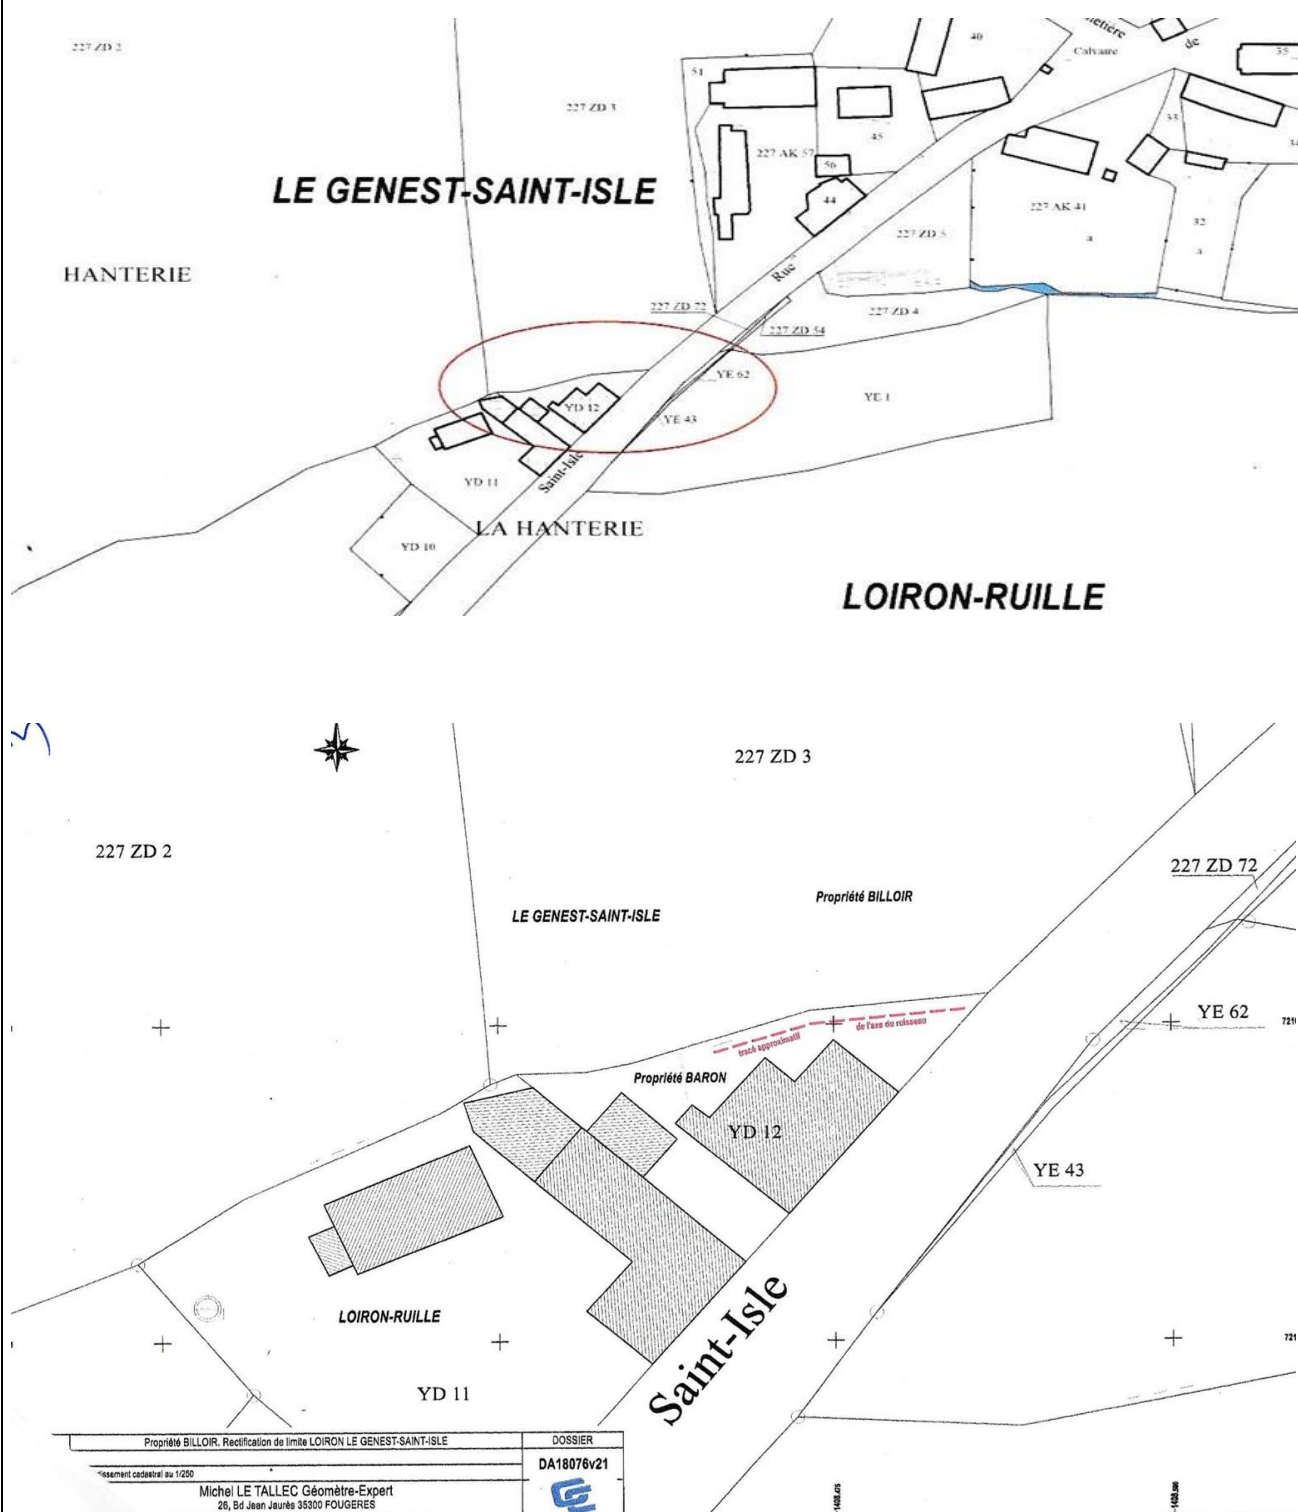 227 ZD 2
227 ZD 3
LE GENEST-SAINT-ISLE
HANTERIE
51
40
Calvaire
de
35
45
33
34
227 AK 57
56
44
227 AK 41
a
32
a
227 ZD 5
Rue
227 ZD 72
227 ZD 4
227 ZD 54
YE 62
YD 12
YE 1
YE 43
Saint-Isle
YD 11
LA HANTERIE
YD 10
LOIRON-RUILLE
227 ZD 3
227 ZD 2
227 ZD 72
Propriété BILLOIR
LE GENEST-SAINT-ISLE
YE 62
tracé approximatif
de l'axe du ruisseau
Propriété BARON
YD 12
YE 43
LOIRON-RUILLE
Saint-Isle
YD 11
Propriété BILLOIR. Rectification de limite LOIRON LE GENEST-SAINT-ISLE
DOSSIER
DA18076v21
cadastral au 1/250
Michel LE TALLEC Géomètre-Expert
26, Bd Jean Jaurès 35300 FOUGERES